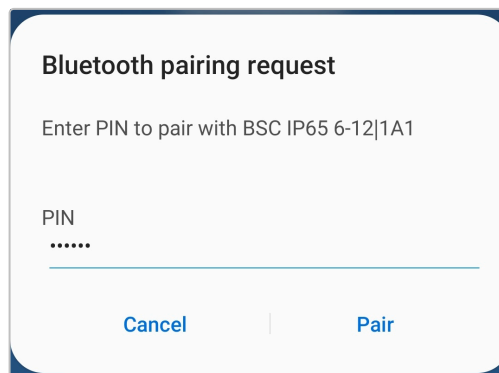 Bluetooth pairing request
Enter PIN to pair with BSC IP65 6-12|1A1
PIN
••••••
Cancel
Pair